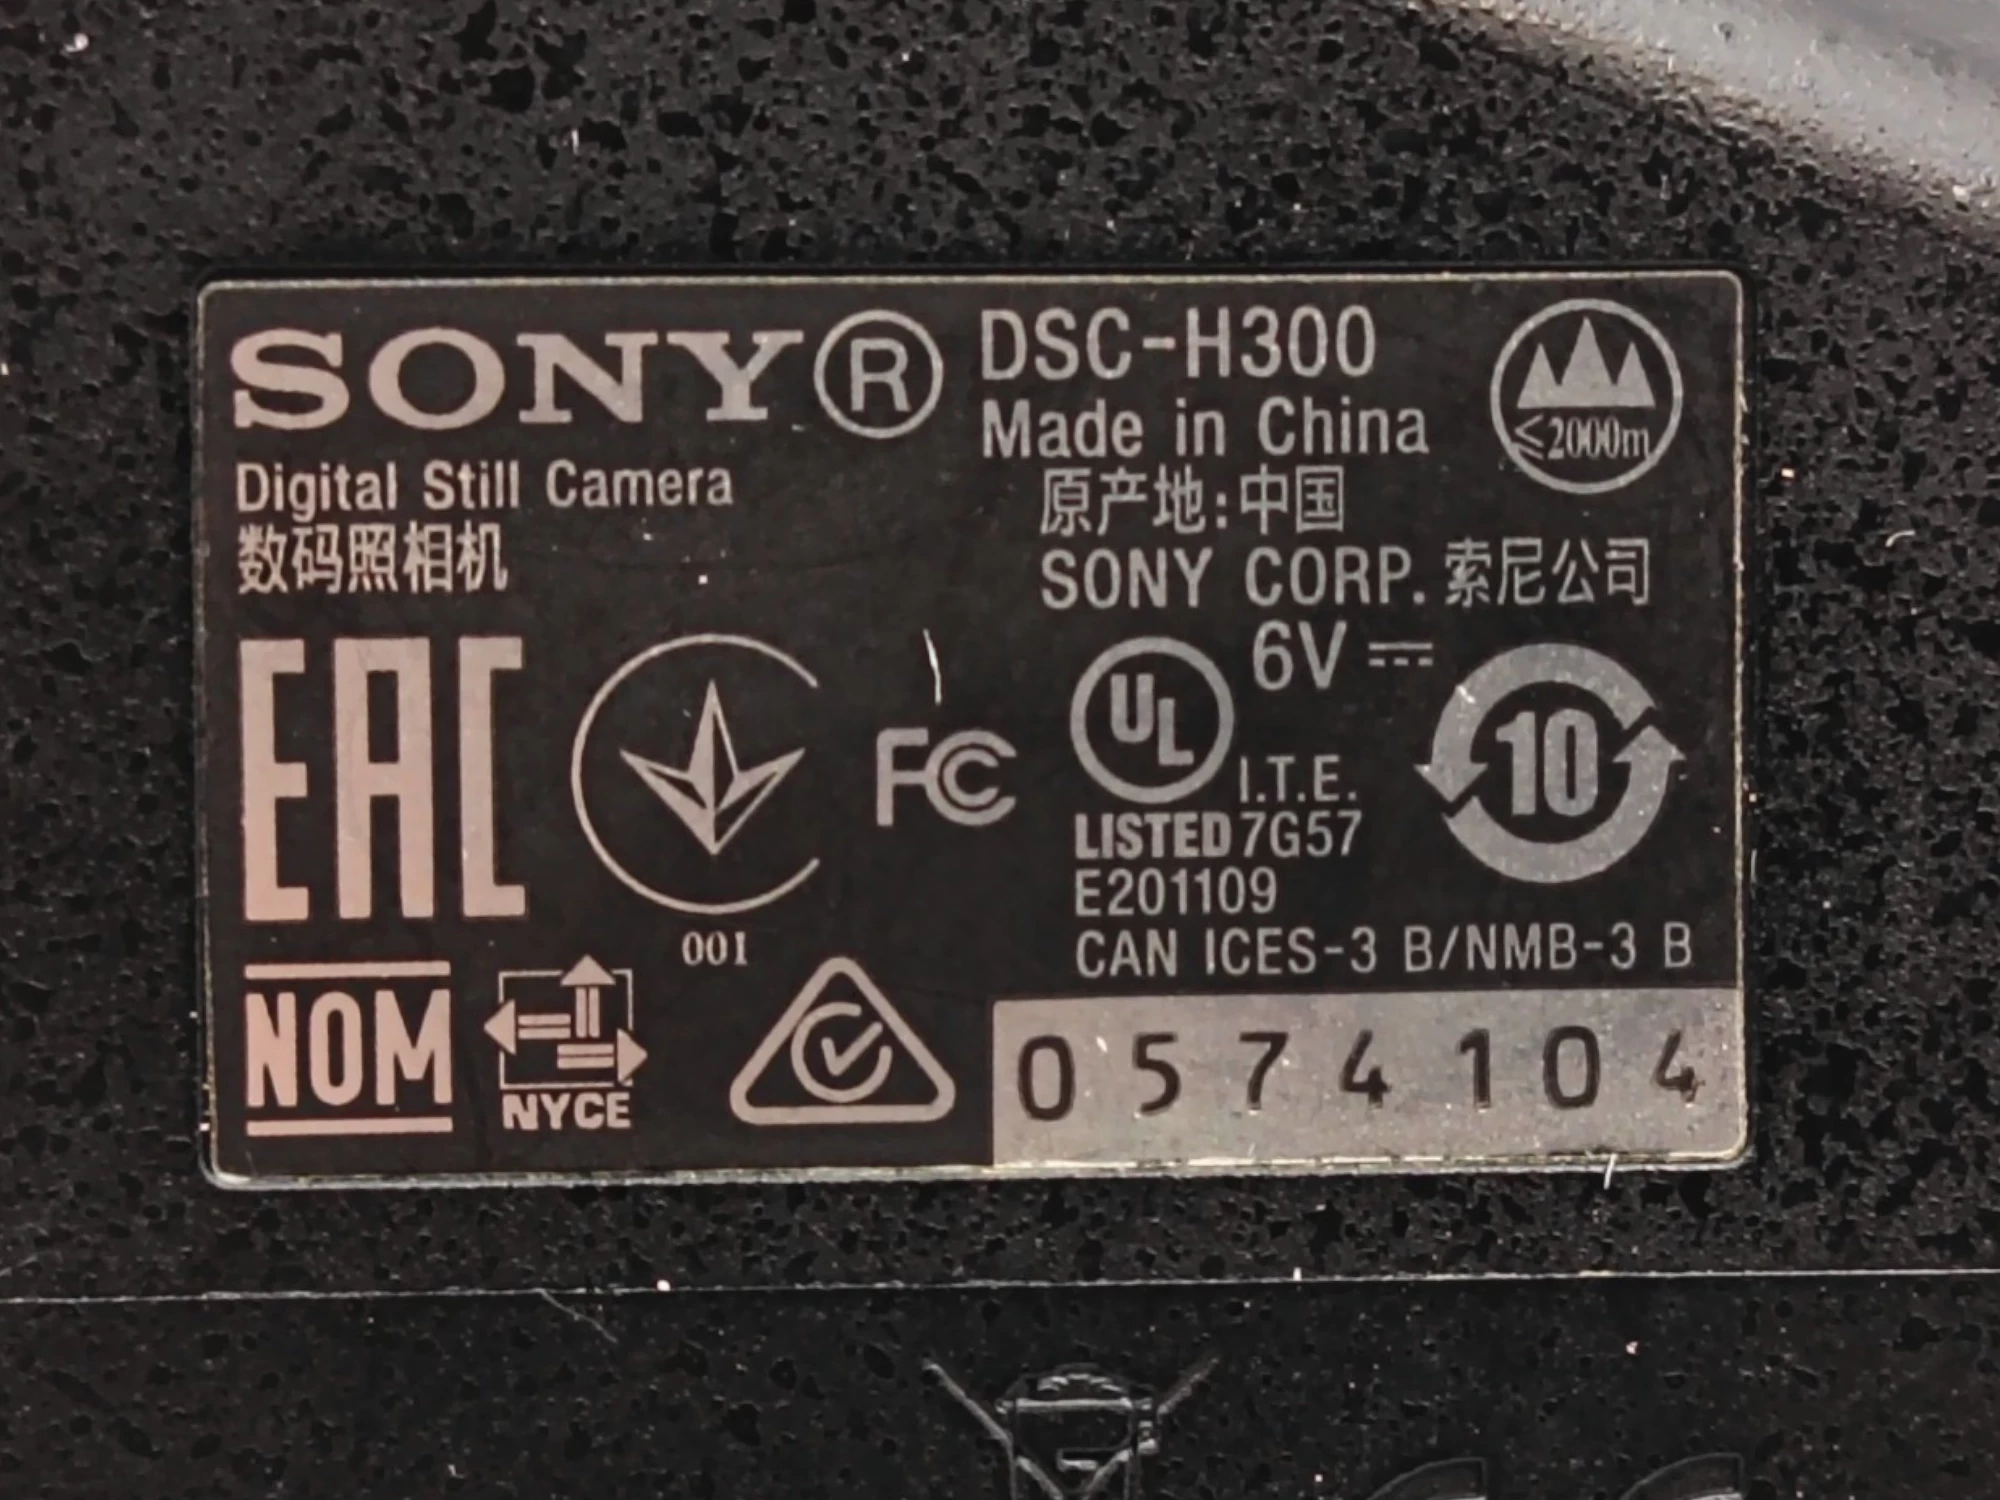 SONY®
Digital Still Camera
数码照相机
DSC-H300
Made in China
原产地:中国
SONY CORP. 索尼公司
6V
≤2000m
EAC
001
FC
UL
I.T.E.
LISTED 7G57
E201109
CAN ICES-3 B/NMB-3 B
10
NOM
NYCE
0574104